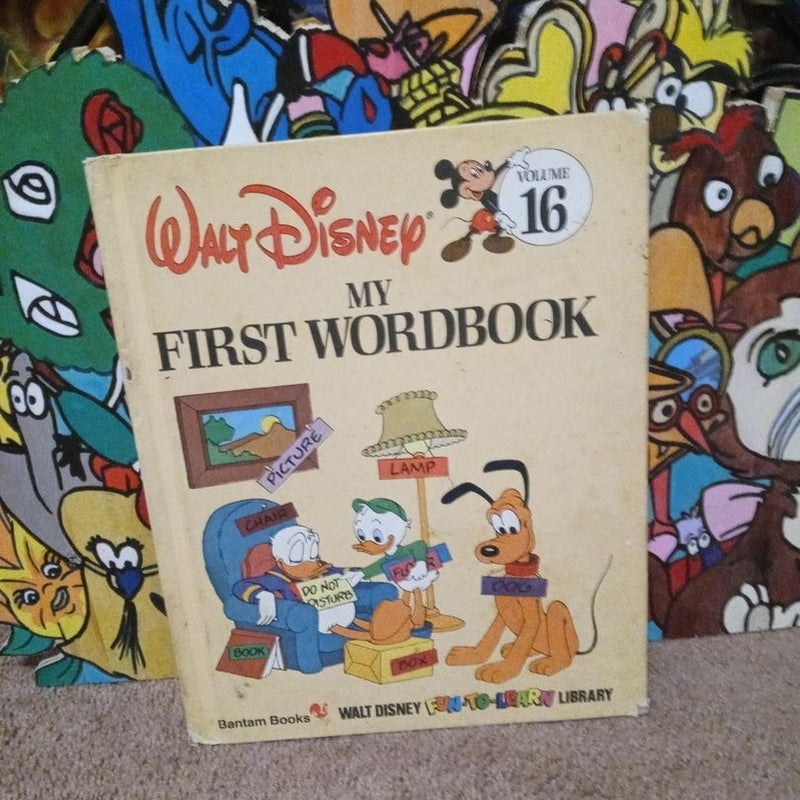 WALT DISNEY®
VOLUME
16
MY
FIRST WORDBOOK
PICTURE
LAMP
CHAIR
DO NOT
DISTURB
FLOOR
DOG
BOOK
BOX
Bantam Books
WALT DISNEY FUN-TO-LEARN LIBRARY